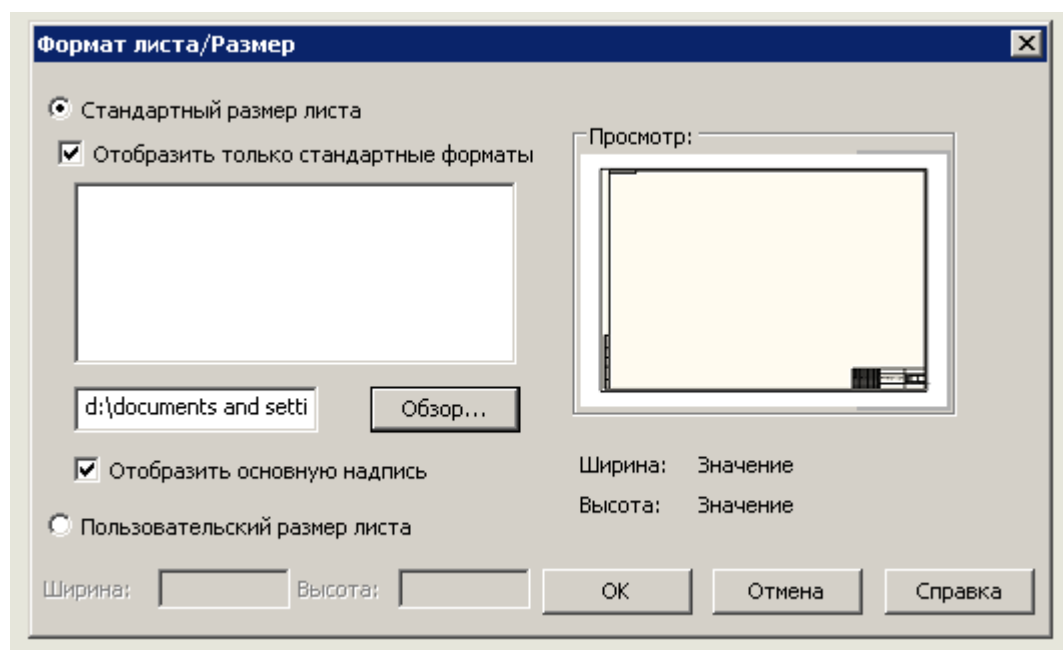 Формат листа/Размер
Стандартный размер листа
Отобразить только стандартные форматы
d:\documents and setti
Обзор...
Отобразить основную надпись
Пользовательский размер листа
Ширина:
Высота:
Просмотр:
Ширина: Значение
Высота: Значение
OK
Отмена
Справка